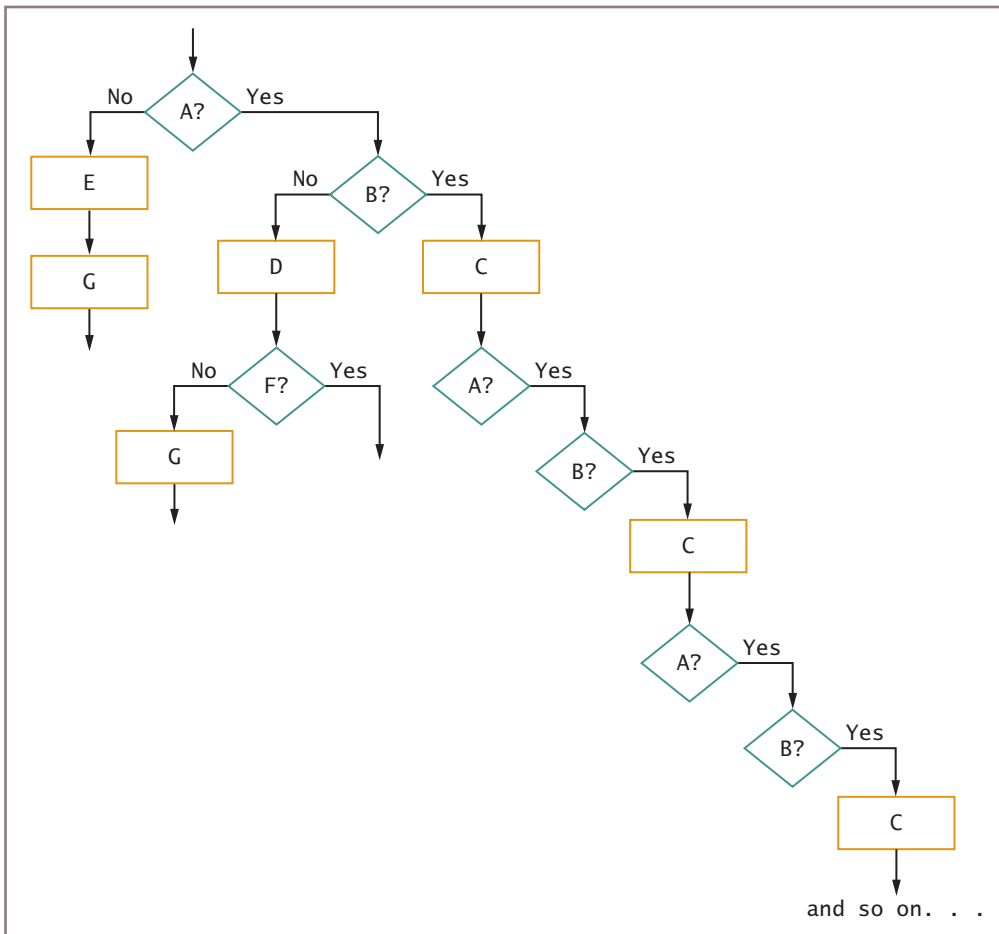 No
A?
Yes
E
No
B?
Yes
G
D
C
No
F?
Yes
A?
Yes
G
B?
Yes
C
A?
Yes
B?
Yes
C
and so on. . .